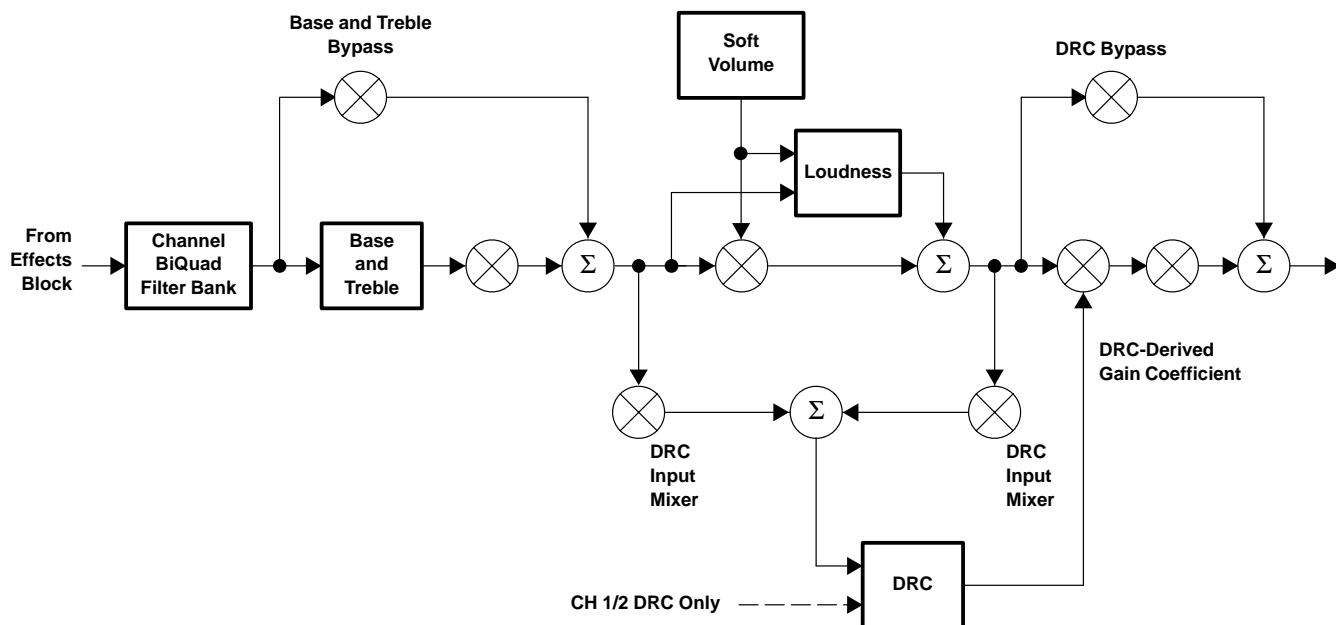 Base and Treble
Bypass
Soft
Volume
DRC Bypass
Loudness
From
Effects
Block
Channel
BiQuad
Filter Bank
Base
and
Treble
Σ
Σ
Σ
DRC-Derived
Gain Coefficient
Σ
DRC
Input
Mixer
DRC
Input
Mixer
DRC
CH 1/2 DRC Only